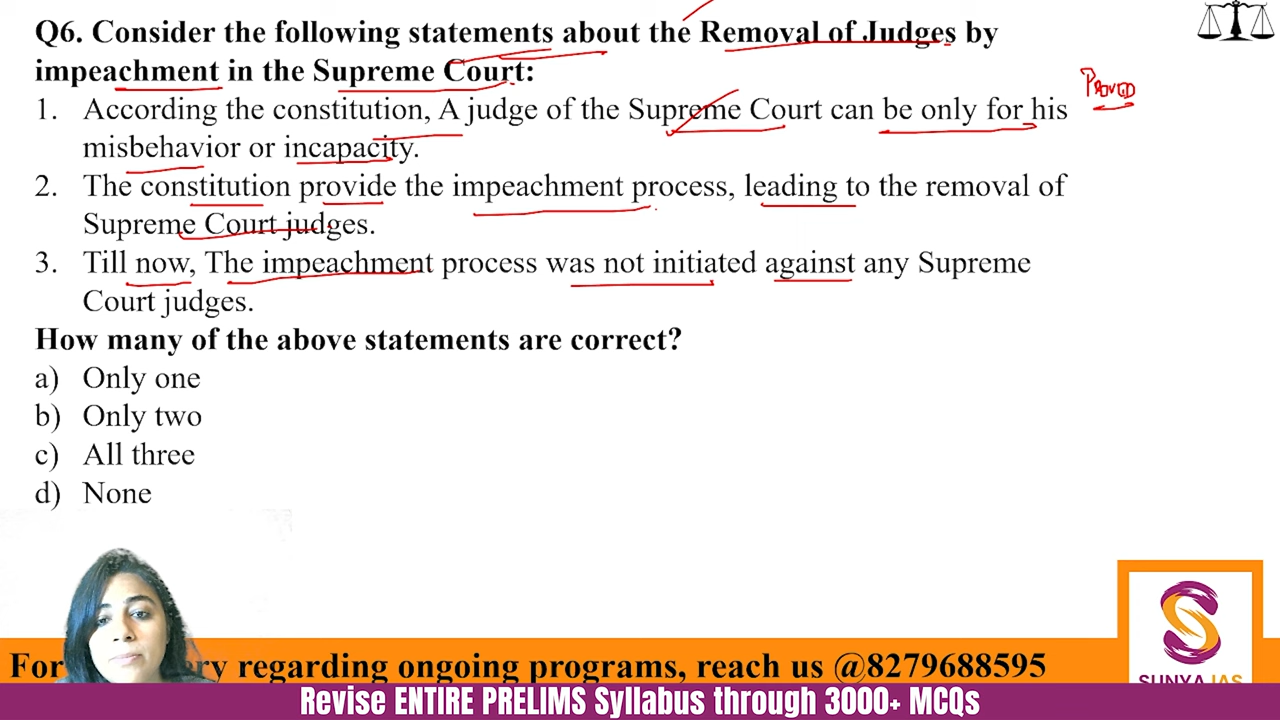 Q6. Consider the following statements about the Removal of Judges by
impeachment in the Supreme Court:
Proved
1. According the constitution, A judge of the Supreme Court can be only for his
misbehavior or incapacity.
2. The constitution provide the impeachment process, leading to the removal of
Supreme Court judges.
3. Till now, The impeachment process was not initiated against any Supreme
Court judges.
How many of the above statements are correct?
a) Only one
b) Only two
c) All three
d) None
For ry regarding ongoing programs, reach us @8279688595
SUNYA IAS
Revise ENTIRE PRELIMS Syllabus through 3000+ MCQs